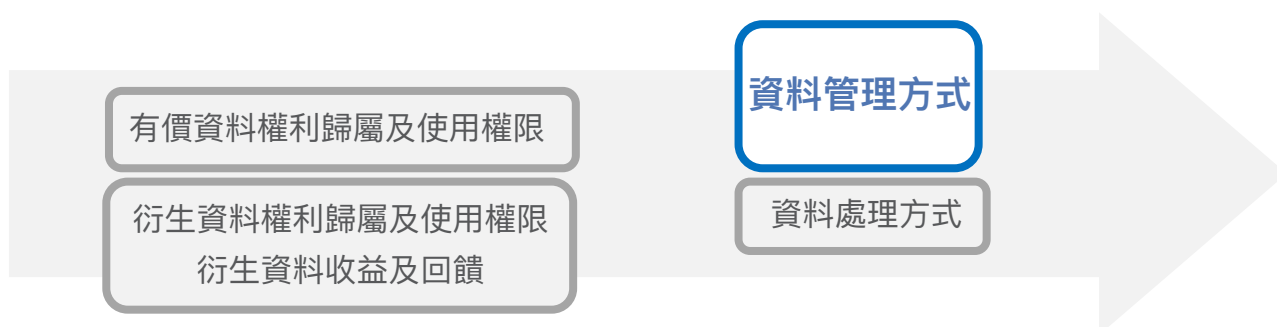 有價資料權利歸屬及使用權限
衍生資料權利歸屬及使用權限
衍生資料收益及回饋
資料管理方式
資料處理方式